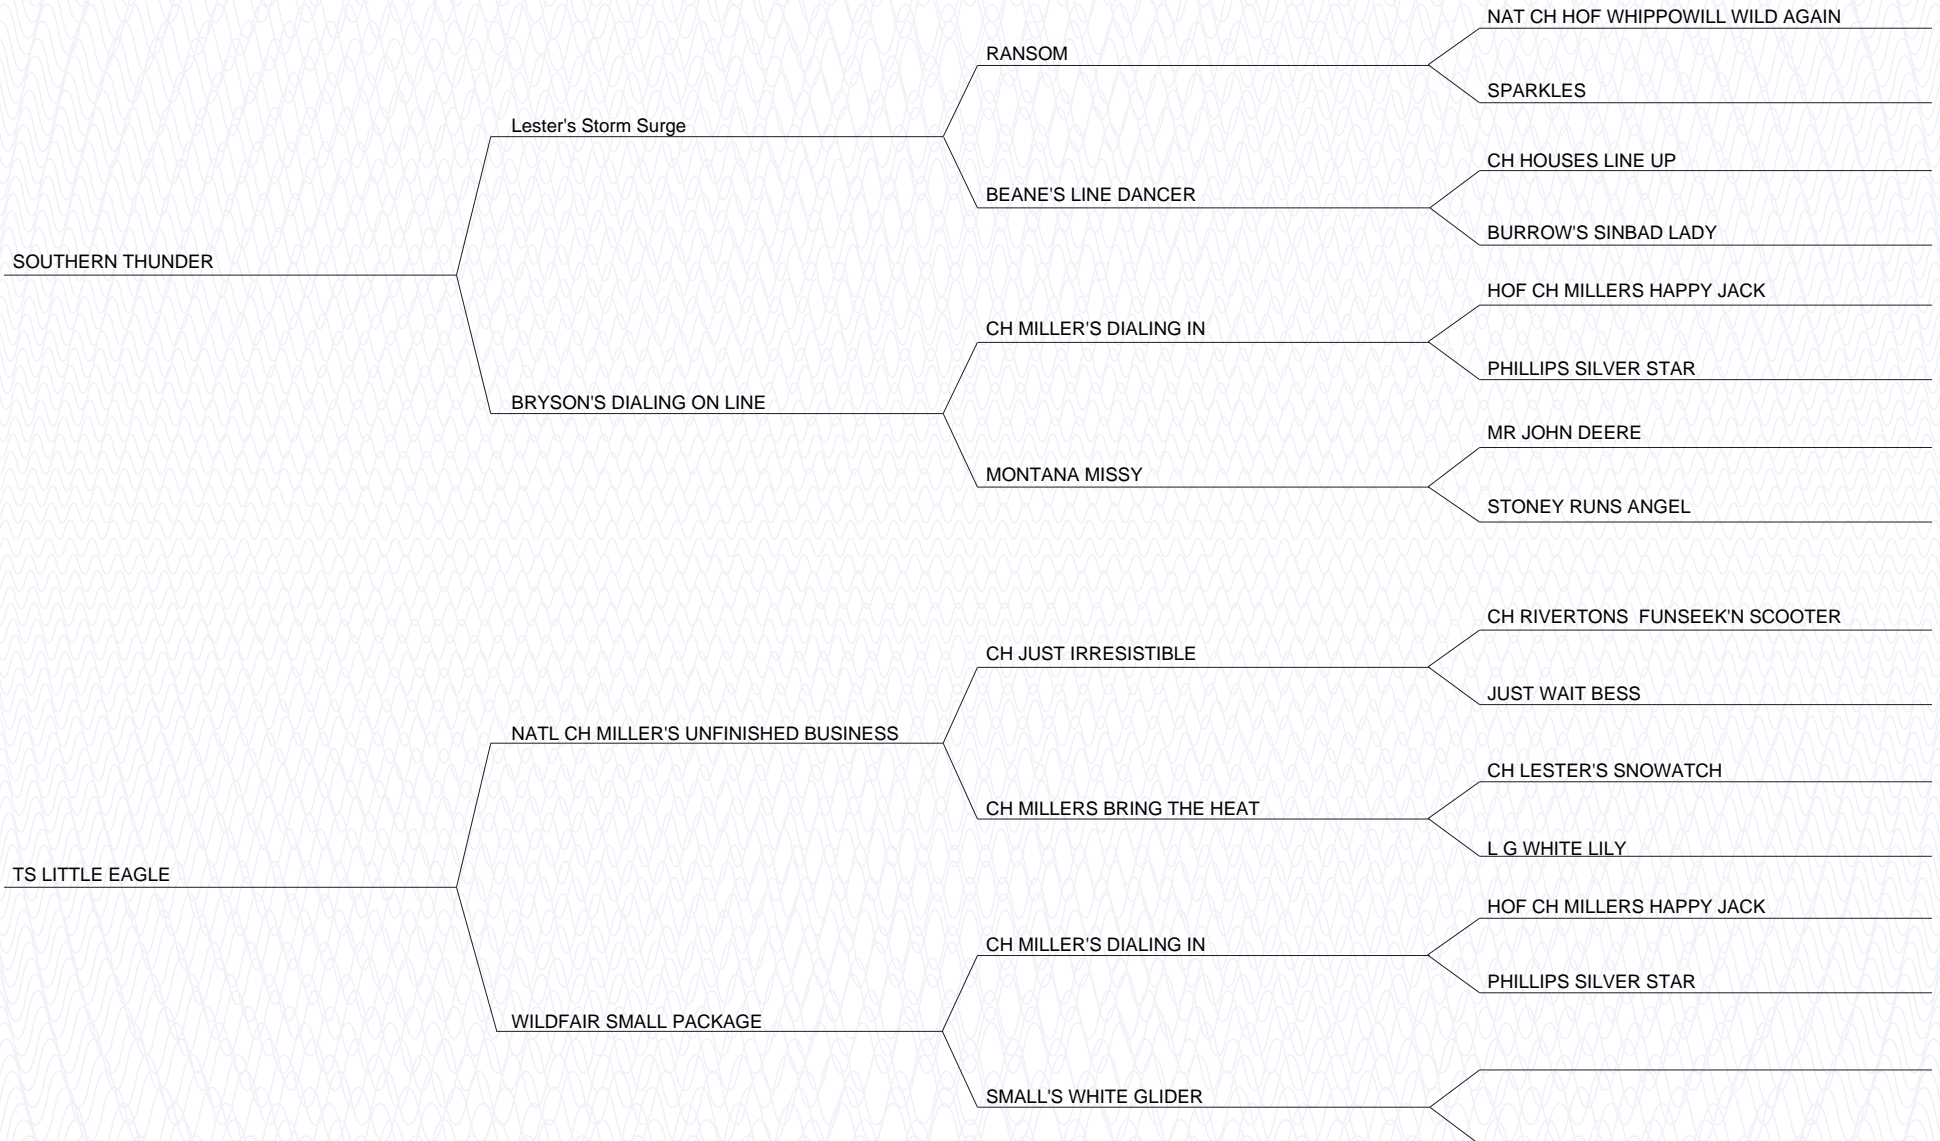 NAT CH HOF WHIPPOWILL WILD AGAIN
RANSOM
SPARKLES
Lester's Storm Surge
CH HOUSES LINE UP
BEANE'S LINE DANCER
BURROW'S SINBAD LADY
SOUTHERN THUNDER
HOF CH MILLERS HAPPY JACK
CH MILLER'S DIALING IN
PHILLIPS SILVER STAR
BRYSON'S DIALING ON LINE
MR JOHN DEERE
MONTANA MISSY
STONEY RUNS ANGEL
CH RIVERTONS  FUNSEEK'N SCOOTER
CH JUST IRRESISTIBLE
JUST WAIT BESS
NATL CH MILLER'S UNFINISHED BUSINESS
CH LESTER'S SNOWATCH
CH MILLERS BRING THE HEAT
L G WHITE LILY
TS LITTLE EAGLE
HOF CH MILLERS HAPPY JACK
CH MILLER'S DIALING IN
PHILLIPS SILVER STAR
WILDFAIR SMALL PACKAGE
SMALL'S WHITE GLIDER